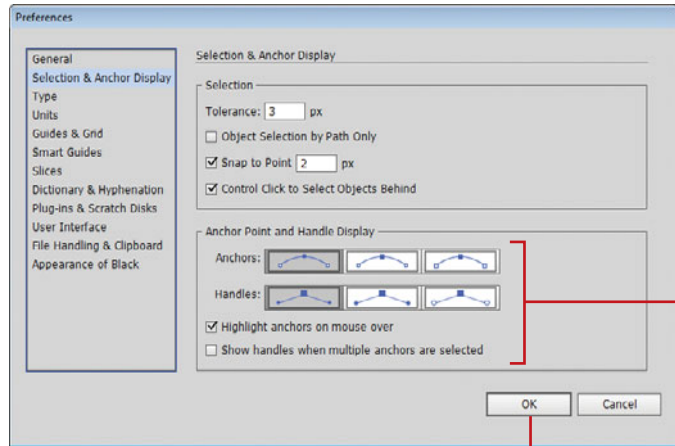 Preferences
General
Selection & Anchor Display
Type
Units
Guides & Grid
Smart Guides
Slices
Dictionary & Hyphenation
Plug-ins & Scratch Disks
User Interface
File Handling & Clipboard
Appearance of Black
Selection & Anchor Display
Selection
Tolerance: 3 px
Object Selection by Path Only
Snap to Point 2 px
Control Click to Select Objects Behind
Anchor Point and Handle Display
Anchors:
Handles:
Highlight anchors on mouse over
Show handles when multiple anchors are selected
OK Cancel